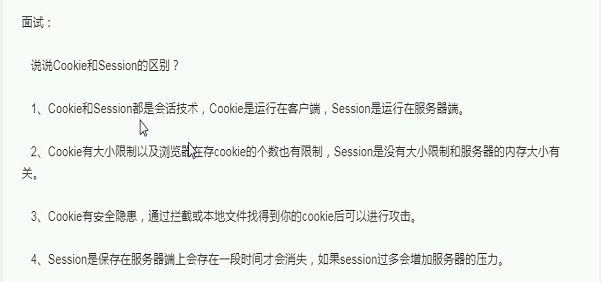 面试：
说说Cookie和Session的区别？
1、Cookie和Session都是会话技术，Cookie是运行在客户端，Session是运行在服务器端。
2、Cookie有大小限制以及浏览器在存cookie的个数也有限制，Session是没有大小限制和服务器的内存大小有
关。
3、Cookie有安全隐患，通过拦截或本地文件找得到你的cookie后可以进行攻击。
4、Session是保存在服务器端上会存在一段时间才会消失，如果session过多会增加服务器的压力。